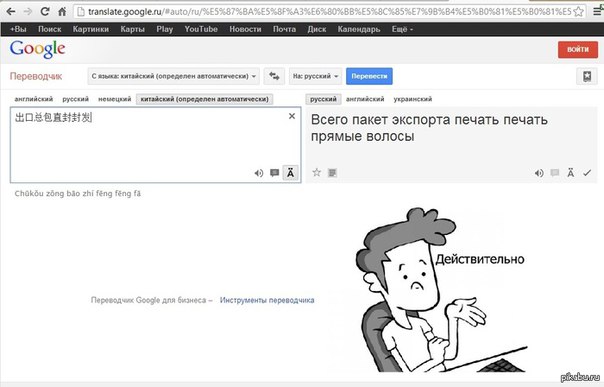 translate.google.ru/#auto/ru/%E5%87%BA%E5%8F%A3%E6%80%BB%E5%8C%85%E7%9B%B4%E5%B0%81%E5%B0%81%E5
+Вы Поиск Картинки Карты Play YouTube Новости Почта Диск Календарь Ещё
Google
ВОЙТИ
Переводчик С языка: китайский (определен автоматически) На: русский Перевести
английский русский немецкий китайский (определен автоматически) русский английский украинский
出口总包直封封发
Всего пакет экспорта печать печать
прямые волосы
Ä Ä
Chūkǒu zǒng bāo zhí fēng fēng fā
Действительно
Переводчик Google для бизнеса – Инструменты переводчика
pikabu.ru